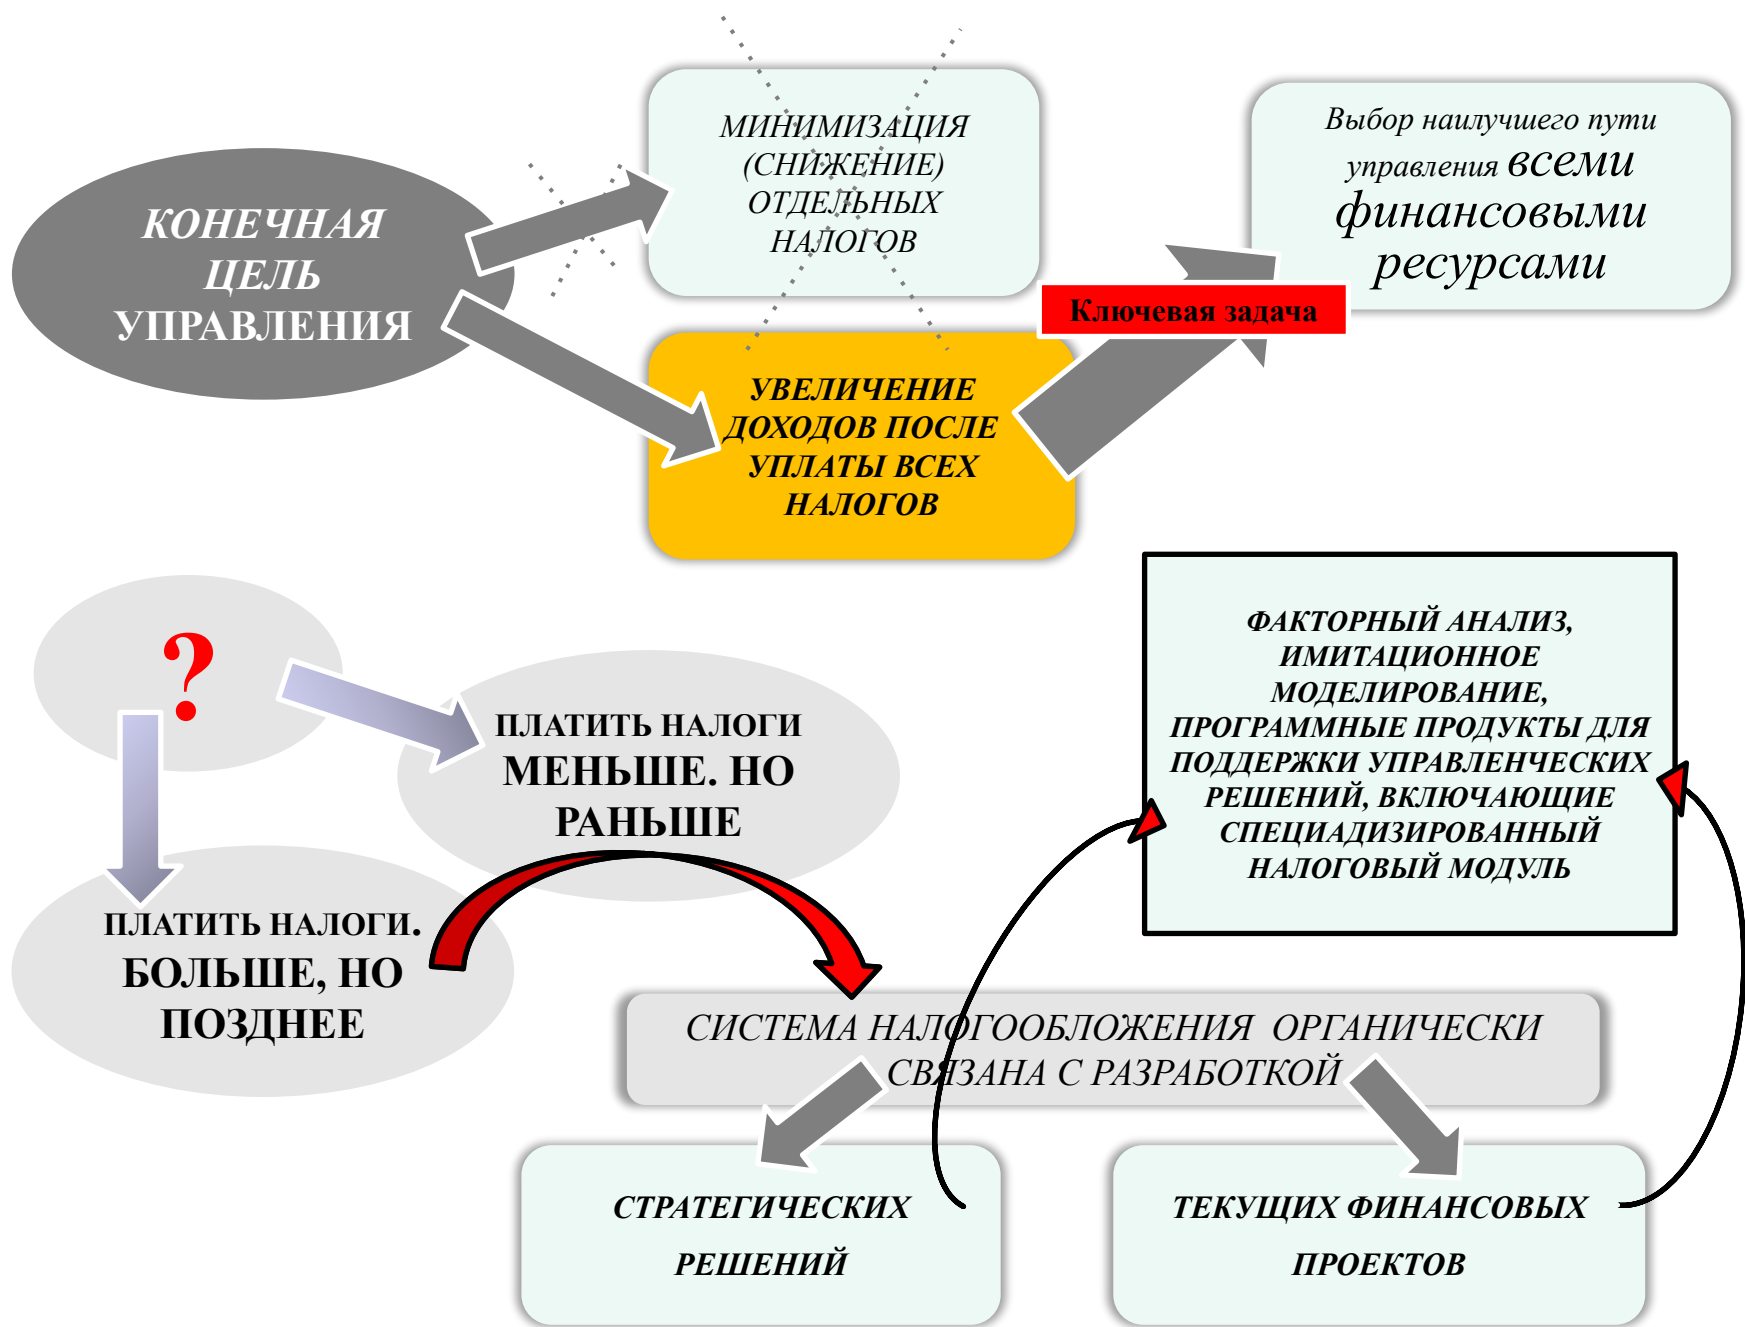 КОНЕЧНАЯ
ЦЕЛЬ
УПРАВЛЕНИЯ
МИНИМИЗАЦИЯ
(СНИЖЕНИЕ)
ОТДЕЛЬНЫХ
НАЛОГОВ
Выбор наилучшего пути
управления всеми
финансовыми
ресурсами
Ключевая задача
УВЕЛИЧЕНИЕ
ДОХОДОВ ПОСЛЕ
УПЛАТЫ ВСЕХ
НАЛОГОВ
?
ПЛАТИТЬ НАЛОГИ
МЕНЬШЕ. НО
РАНЬШЕ
ПЛАТИТЬ НАЛОГИ.
БОЛЬШЕ, НО
ПОЗДНЕЕ
ФАКТОРНЫЙ АНАЛИЗ,
ИМИТАЦИОННОЕ
МОДЕЛИРОВАНИЕ,
ПРОГРАММНЫЕ ПРОДУКТЫ ДЛЯ
ПОДДЕРЖКИ УПРАВЛЕНЧЕСКИХ
РЕШЕНИЙ, ВКЛЮЧАЮЩИЕ
СПЕЦИАДИЗИРОВАННЫЙ
НАЛОГОВЫЙ МОДУЛЬ
СИСТЕМА НАЛОГООБЛОЖЕНИЯ ОРГАНИЧЕСКИ
СВЯЗАНА С РАЗРАБОТКОЙ
СТРАТЕГИЧЕСКИХ
РЕШЕНИЙ
ТЕКУЩИХ ФИНАНСОВЫХ
ПРОЕКТОВ